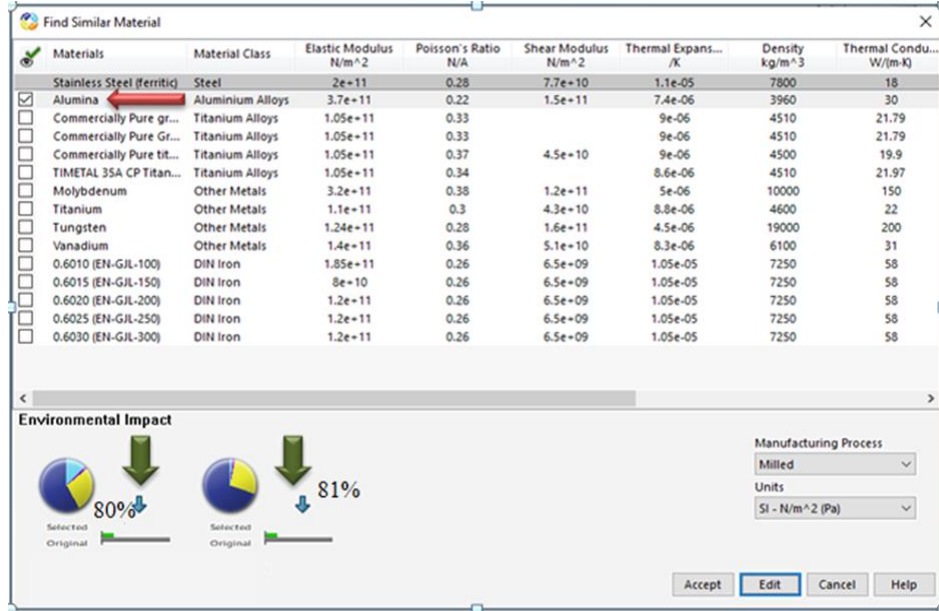 Find Similar Material
Materials Material Class Elastic Modulus Poisson's Ratio Shear Modulus Thermal Expans... Density Thermal Condu...
N/m^2 N/A N/m^2 /K kg/m^3 W/(m·K)
Stainless Steel (ferritic) Steel 2e+11 0.28 7.7e+10 1.1e-05 7800 18
Alumina Aluminium Alloys 3.7e+11 0.22 1.5e+11 7.4e-06 3960 30
Commercially Pure gr... Titanium Alloys 1.05e+11 0.33 9e-06 4510 21.79
Commercially Pure Gr... Titanium Alloys 1.05e+11 0.33 9e-06 4510 21.79
Commercially Pure tit... Titanium Alloys 1.05e+11 0.37 4.5e+10 9e-06 4500 19.9
TIMETAL 35A CP Titan... Titanium Alloys 1.05e+11 0.34 8.6e-06 4510 21.97
Molybdenum Other Metals 3.2e+11 0.38 1.2e+11 5e-06 10000 150
Titanium Other Metals 1.1e+11 0.3 4.3e+10 8.8e-06 4600 22
Tungsten Other Metals 1.24e+11 0.28 1.6e+11 4.5e-06 19000 200
Vanadium Other Metals 1.4e+11 0.36 5.1e+10 8.3e-06 6100 31
0.6010 (EN-GJL-100) DIN Iron 1.85e+11 0.26 6.5e+09 1.05e-05 7250 58
0.6015 (EN-GJL-150) DIN Iron 8e+10 0.26 6.5e+09 1.05e-05 7250 58
0.6020 (EN-GJL-200) DIN Iron 1.2e+11 0.26 6.5e+09 1.05e-05 7250 58
0.6025 (EN-GJL-250) DIN Iron 1.2e+11 0.26 6.5e+09 1.05e-05 7250 58
0.6030 (EN-GJL-300) DIN Iron 1.2e+11 0.26 6.5e+09 1.05e-05 7250 58
Environmental Impact
80% 81%
Selected Selected
Original Original
Manufacturing Process
Milled
Units
SI - N/m^2 (Pa)
Accept Edit Cancel Help